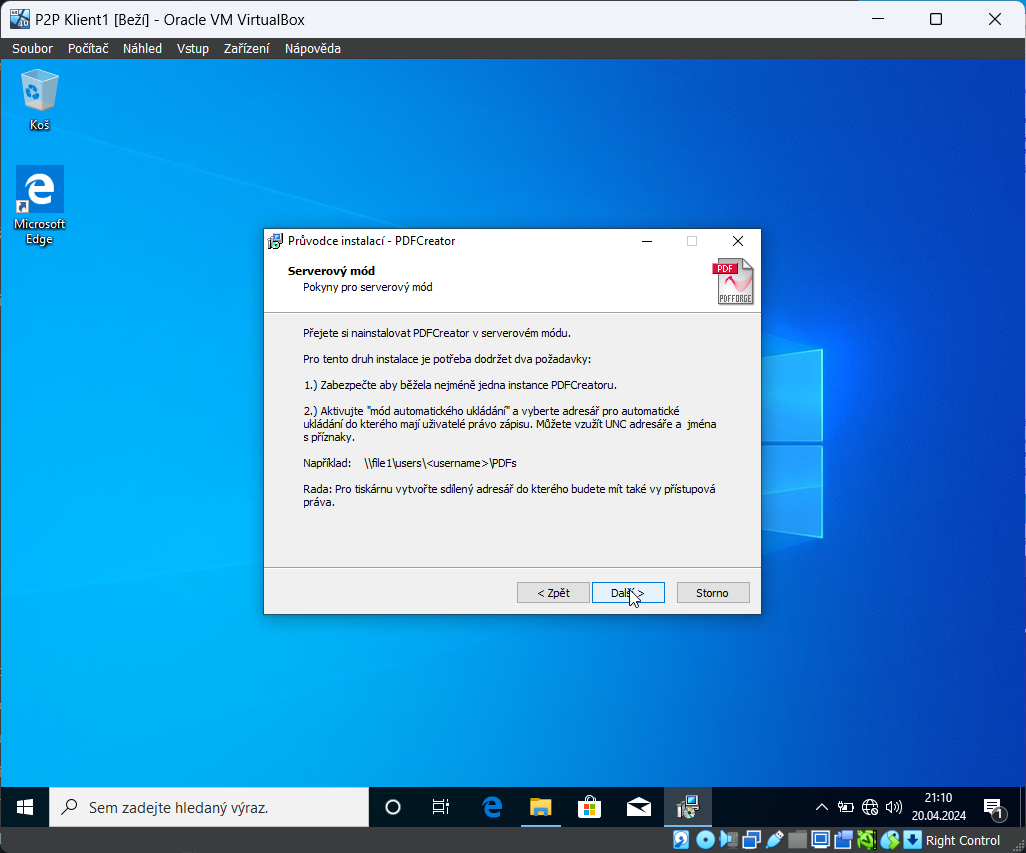 P2P Klient1 [Beží] - Oracle VM VirtualBox
Soubor Počítač Náhled Vstup Zařízení Nápověda
Koš
Microsoft
Edge
Průvodce instalací - PDFCreator
Serverový mód
Pokyny pro serverový mód
PDF
PDFFORGE
Přejete si nainstalovat PDFCreator v serverovém módu.
Pro tento druh instalace je potřeba dodržet dva požadavky:
1.) Zabezpečte aby běžela nejméně jedna instance PDFCreatoru.
2.) Aktivujte "mód automatického ukládání" a vyberte adresář pro automatické
ukládání do kterého mají uživatelé právo zápisu. Můžete vzužít UNC adresáře a jména
s příznaky.
Například: \\file1\users\<username>\PDFs
Rada: Pro tiskárnu vytvořte sdílený adresář do kterého budete mít také vy přístupová
práva.
< Zpět Další > Storno
Sem zadejte hledaný výraz.
21:10
20.04.2024
1
Right Control